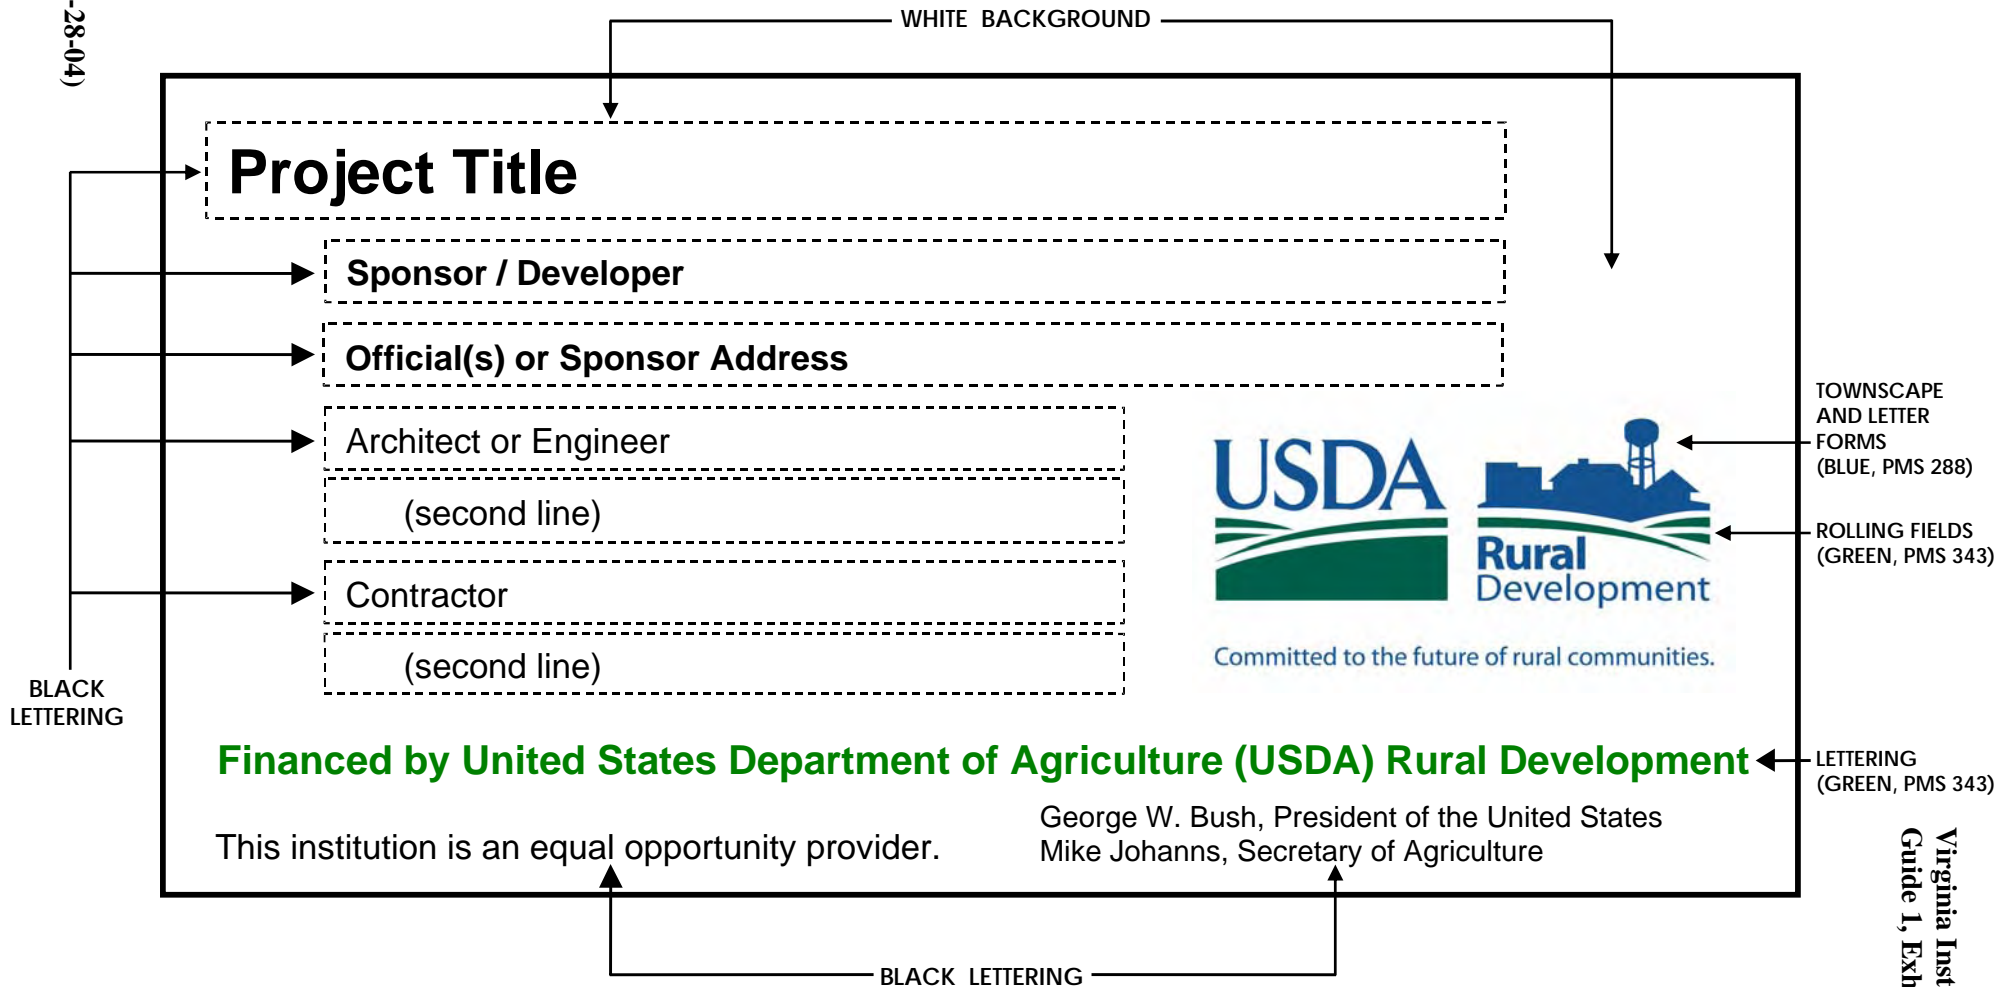 -28-04)
WHITE BACKGROUND
Project Title
Sponsor / Developer
Official(s) or Sponsor Address
Architect or Engineer
(second line)
Contractor
(second line)
BLACK
LETTERING
USDA
Rural
Development
Committed to the future of rural communities.
TOWNSCAPE
AND LETTER
FORMS
(BLUE, PMS 288)
ROLLING FIELDS
(GREEN, PMS 343)
Financed by United States Department of Agriculture (USDA) Rural Development
LETTERING
(GREEN, PMS 343)
This institution is an equal opportunity provider.
George W. Bush, President of the United States
Mike Johanns, Secretary of Agriculture
BLACK LETTERING
Virginia Inst
Guide 1, Exh